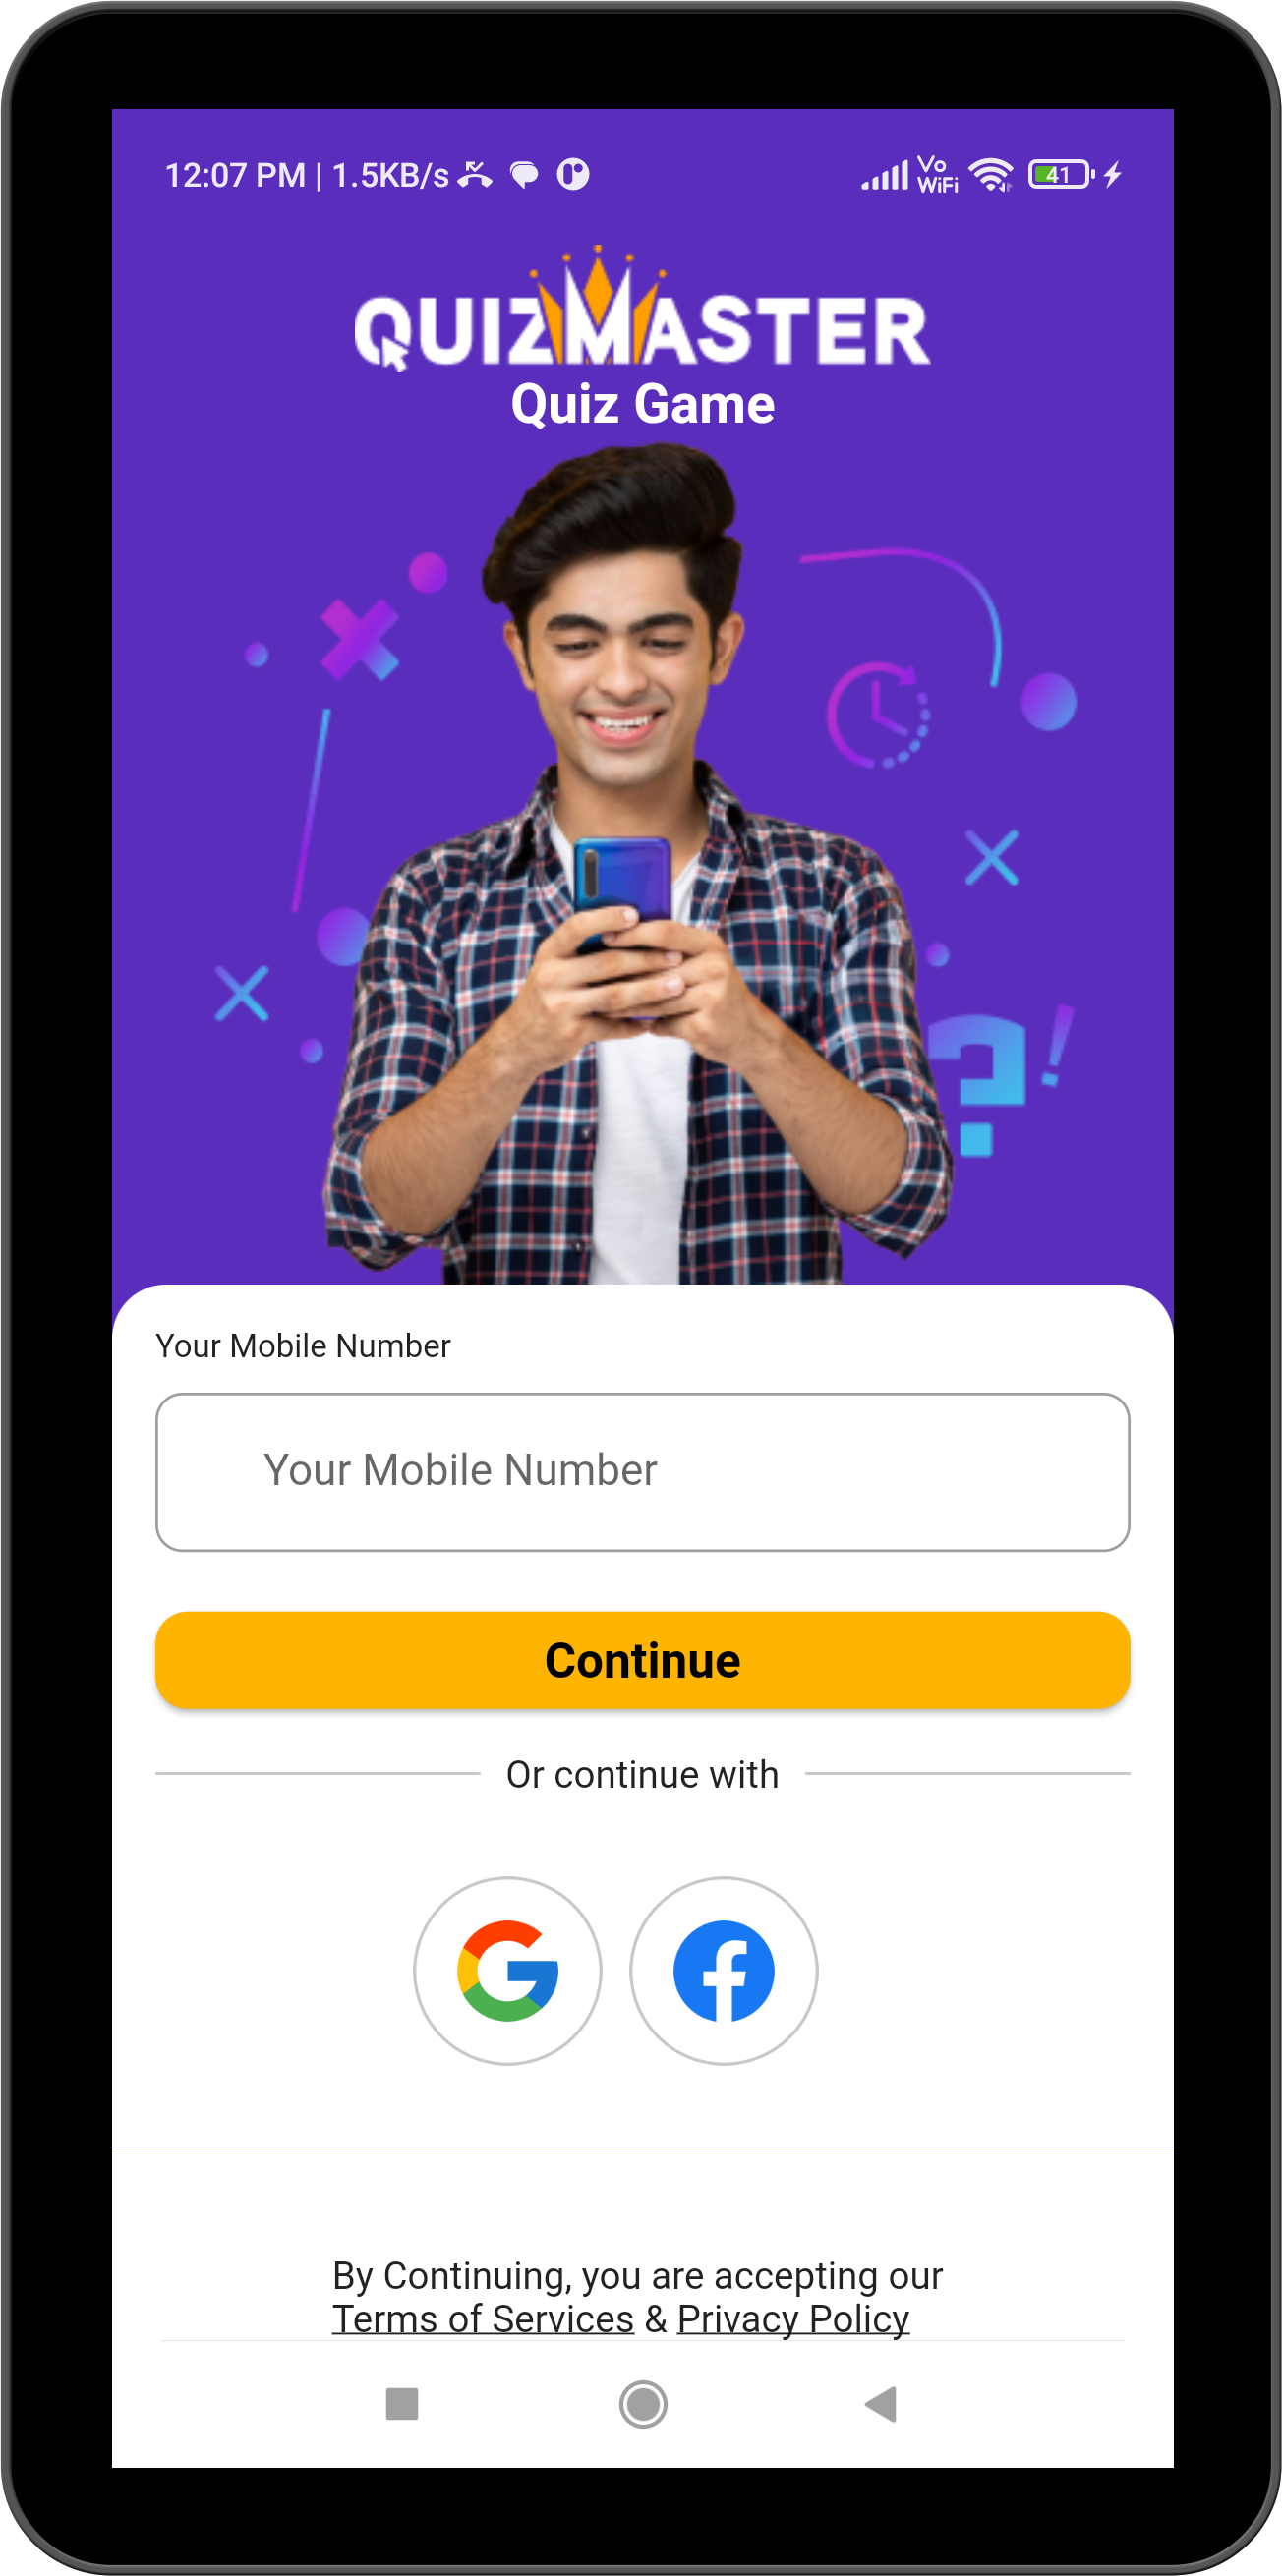 12:07 PM | 1.5KB/s Vo WiFi 41
QUIZMASTER
Quiz Game
?!
Your Mobile Number
Your Mobile Number
Continue
Or continue with
By Continuing, you are accepting our
Terms of Services & Privacy Policy